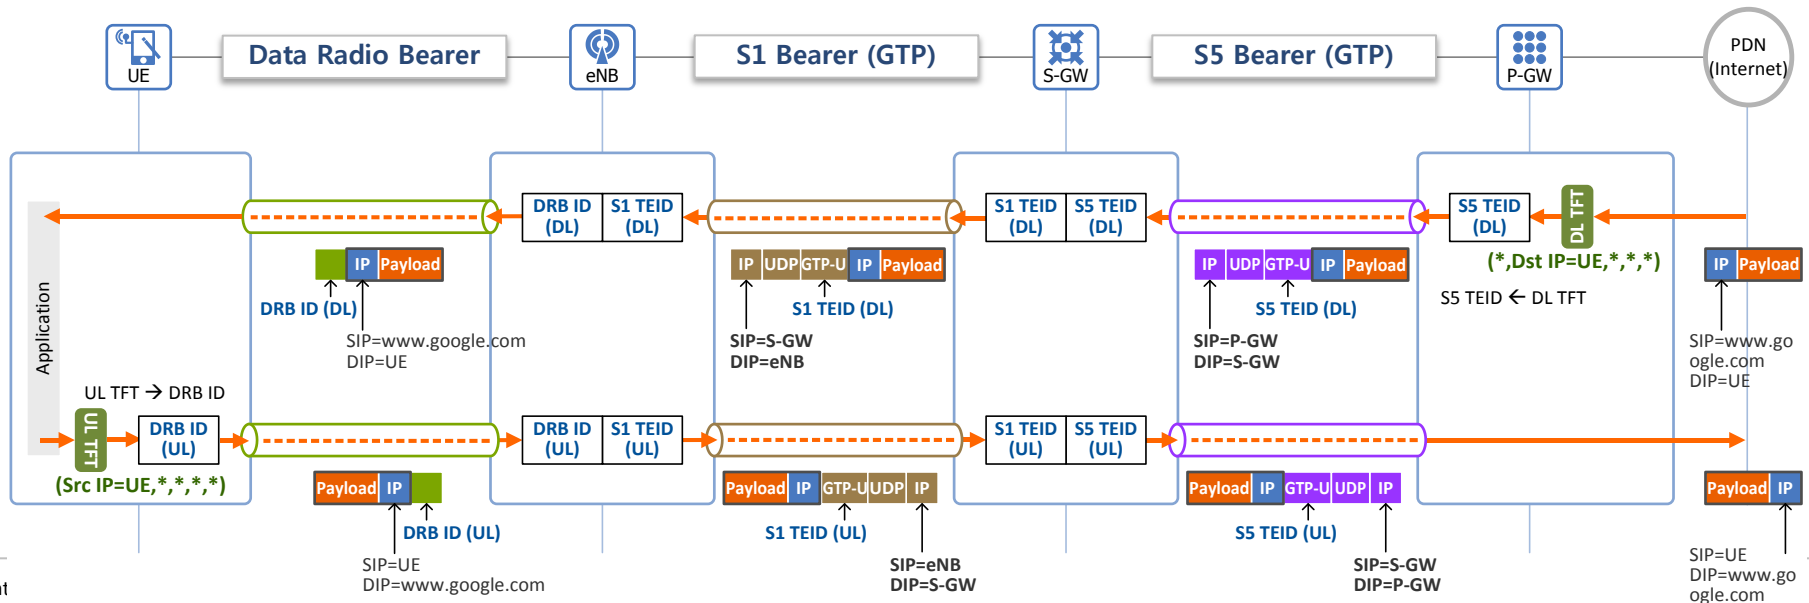 UE
Data Radio Bearer
eNB
S1 Bearer (GTP)
S-GW
S5 Bearer (GTP)
P-GW
PDN
(Internet)
Application
DRB ID
(DL)
S1 TEID
(DL)
S1 TEID
(DL)
S5 TEID
(DL)
S5 TEID
(DL)
DL TFT
IP Payload
DRB ID (DL)
SIP=www.google.com
DIP=UE
IP UDP GTP-U IP Payload
S1 TEID (DL)
SIP=S-GW
DIP=eNB
IP UDP GTP-U IP Payload
S5 TEID (DL)
SIP=P-GW
DIP=S-GW
(*,Dst IP=UE,*,*,*)
S5 TEID ← DL TFT
IP Payload
SIP=www.go
ogle.com
DIP=UE
UL TFT → DRB ID
UL TFT
DRB ID
(UL)
(Src IP=UE,*,*,*,*)
DRB ID
(UL)
S1 TEID
(UL)
S1 TEID
(UL)
S5 TEID
(UL)
Payload IP
DRB ID (UL)
SIP=UE
DIP=www.google.com
Payload IP GTP-U UDP IP
S1 TEID (UL)
SIP=eNB
DIP=S-GW
Payload IP GTP-U UDP IP
S5 TEID (UL)
SIP=S-GW
DIP=P-GW
Payload IP
SIP=UE
DIP=www.go
ogle.com